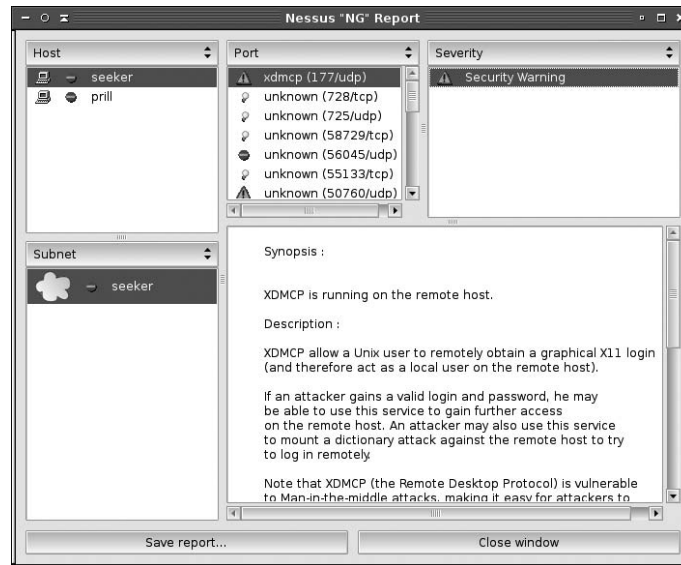 Nessus "NG" Report
Host
seeker
prill
Port
xdmcp (177/udp)
unknown (728/tcp)
unknown (725/udp)
unknown (58729/tcp)
unknown (56045/udp)
unknown (55133/tcp)
unknown (50760/udp)
Severity
Security Warning
Subnet
seeker
Synopsis :
XDMCP is running on the remote host.
Description :
XDMCP allow a Unix user to remotely obtain a graphical X11 login
(and therefore act as a local user on the remote host).
If an attacker gains a valid login and password, he may
be able to use this service to gain further access
on the remote host. An attacker may also use this service
to mount a dictionary attack against the remote host to try
to log in remotely.
Note that XDMCP (the Remote Desktop Protocol) is vulnerable
to Man-in-the-middle attacks, making it easy for attackers to
Save report...
Close window